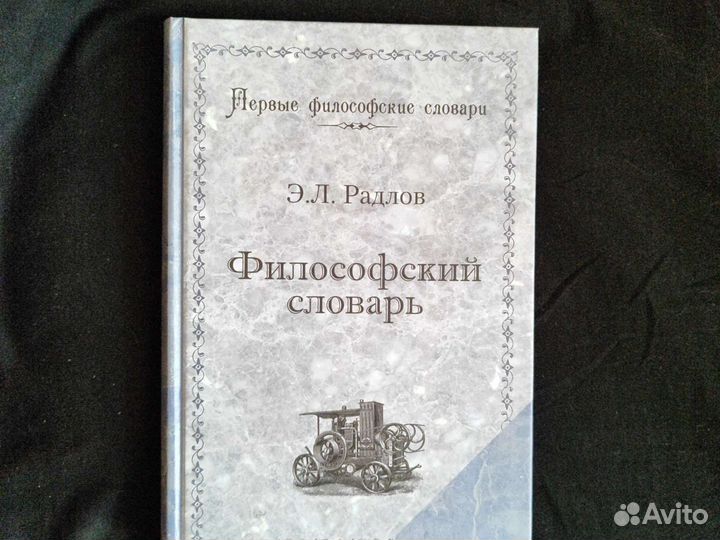 Первые философские словари
Э.Л. Радлов
Философский
словарь
Avito